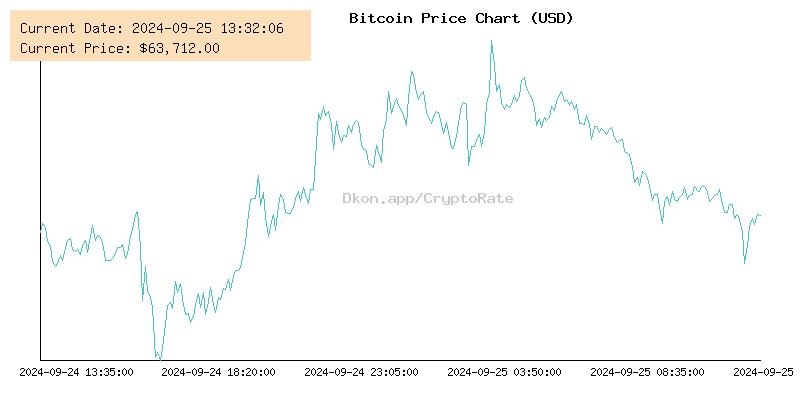 Bitcoin Price Chart (USD)
Current Date: 2024-09-25 13:32:06
Current Price: $63,712.00
Dkon.app/CryptoRate
2024-09-24 13:35:00 2024-09-24 18:20:00 2024-09-24 23:05:00 2024-09-25 03:50:00 2024-09-25 08:35:00 2024-09-25